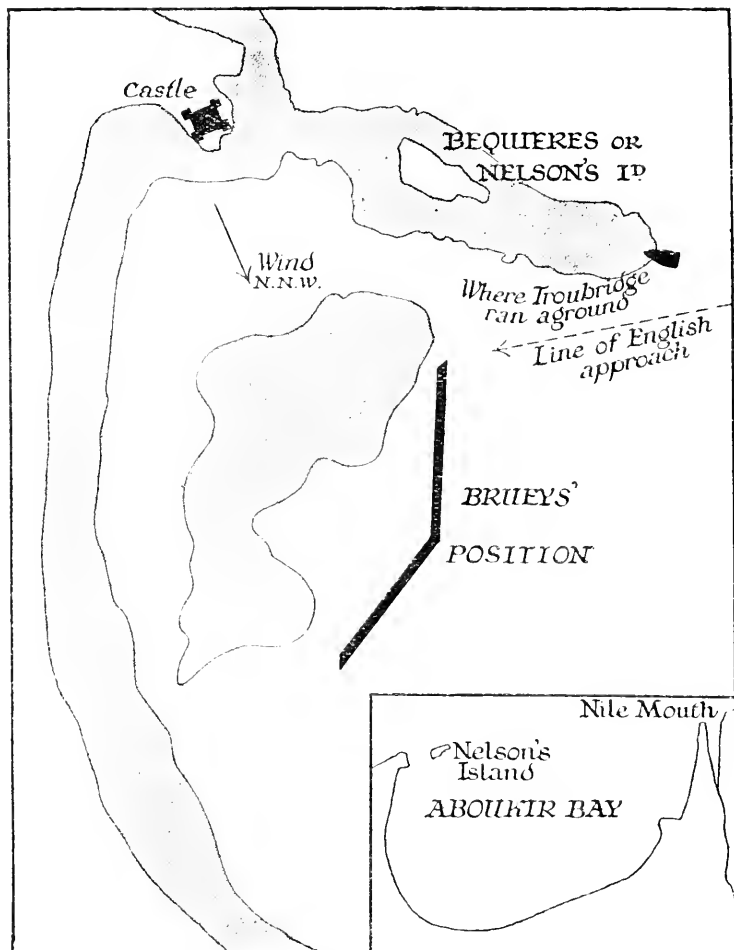 Castle
BEQUIERES OR
NELSON'S ID
Wind
N.N.W.
Where Troubridge
ran aground
Line of English
approach
BRUEYS'
POSITION
Nile Mouth
Nelson's
Island
ABOUKIR BAY